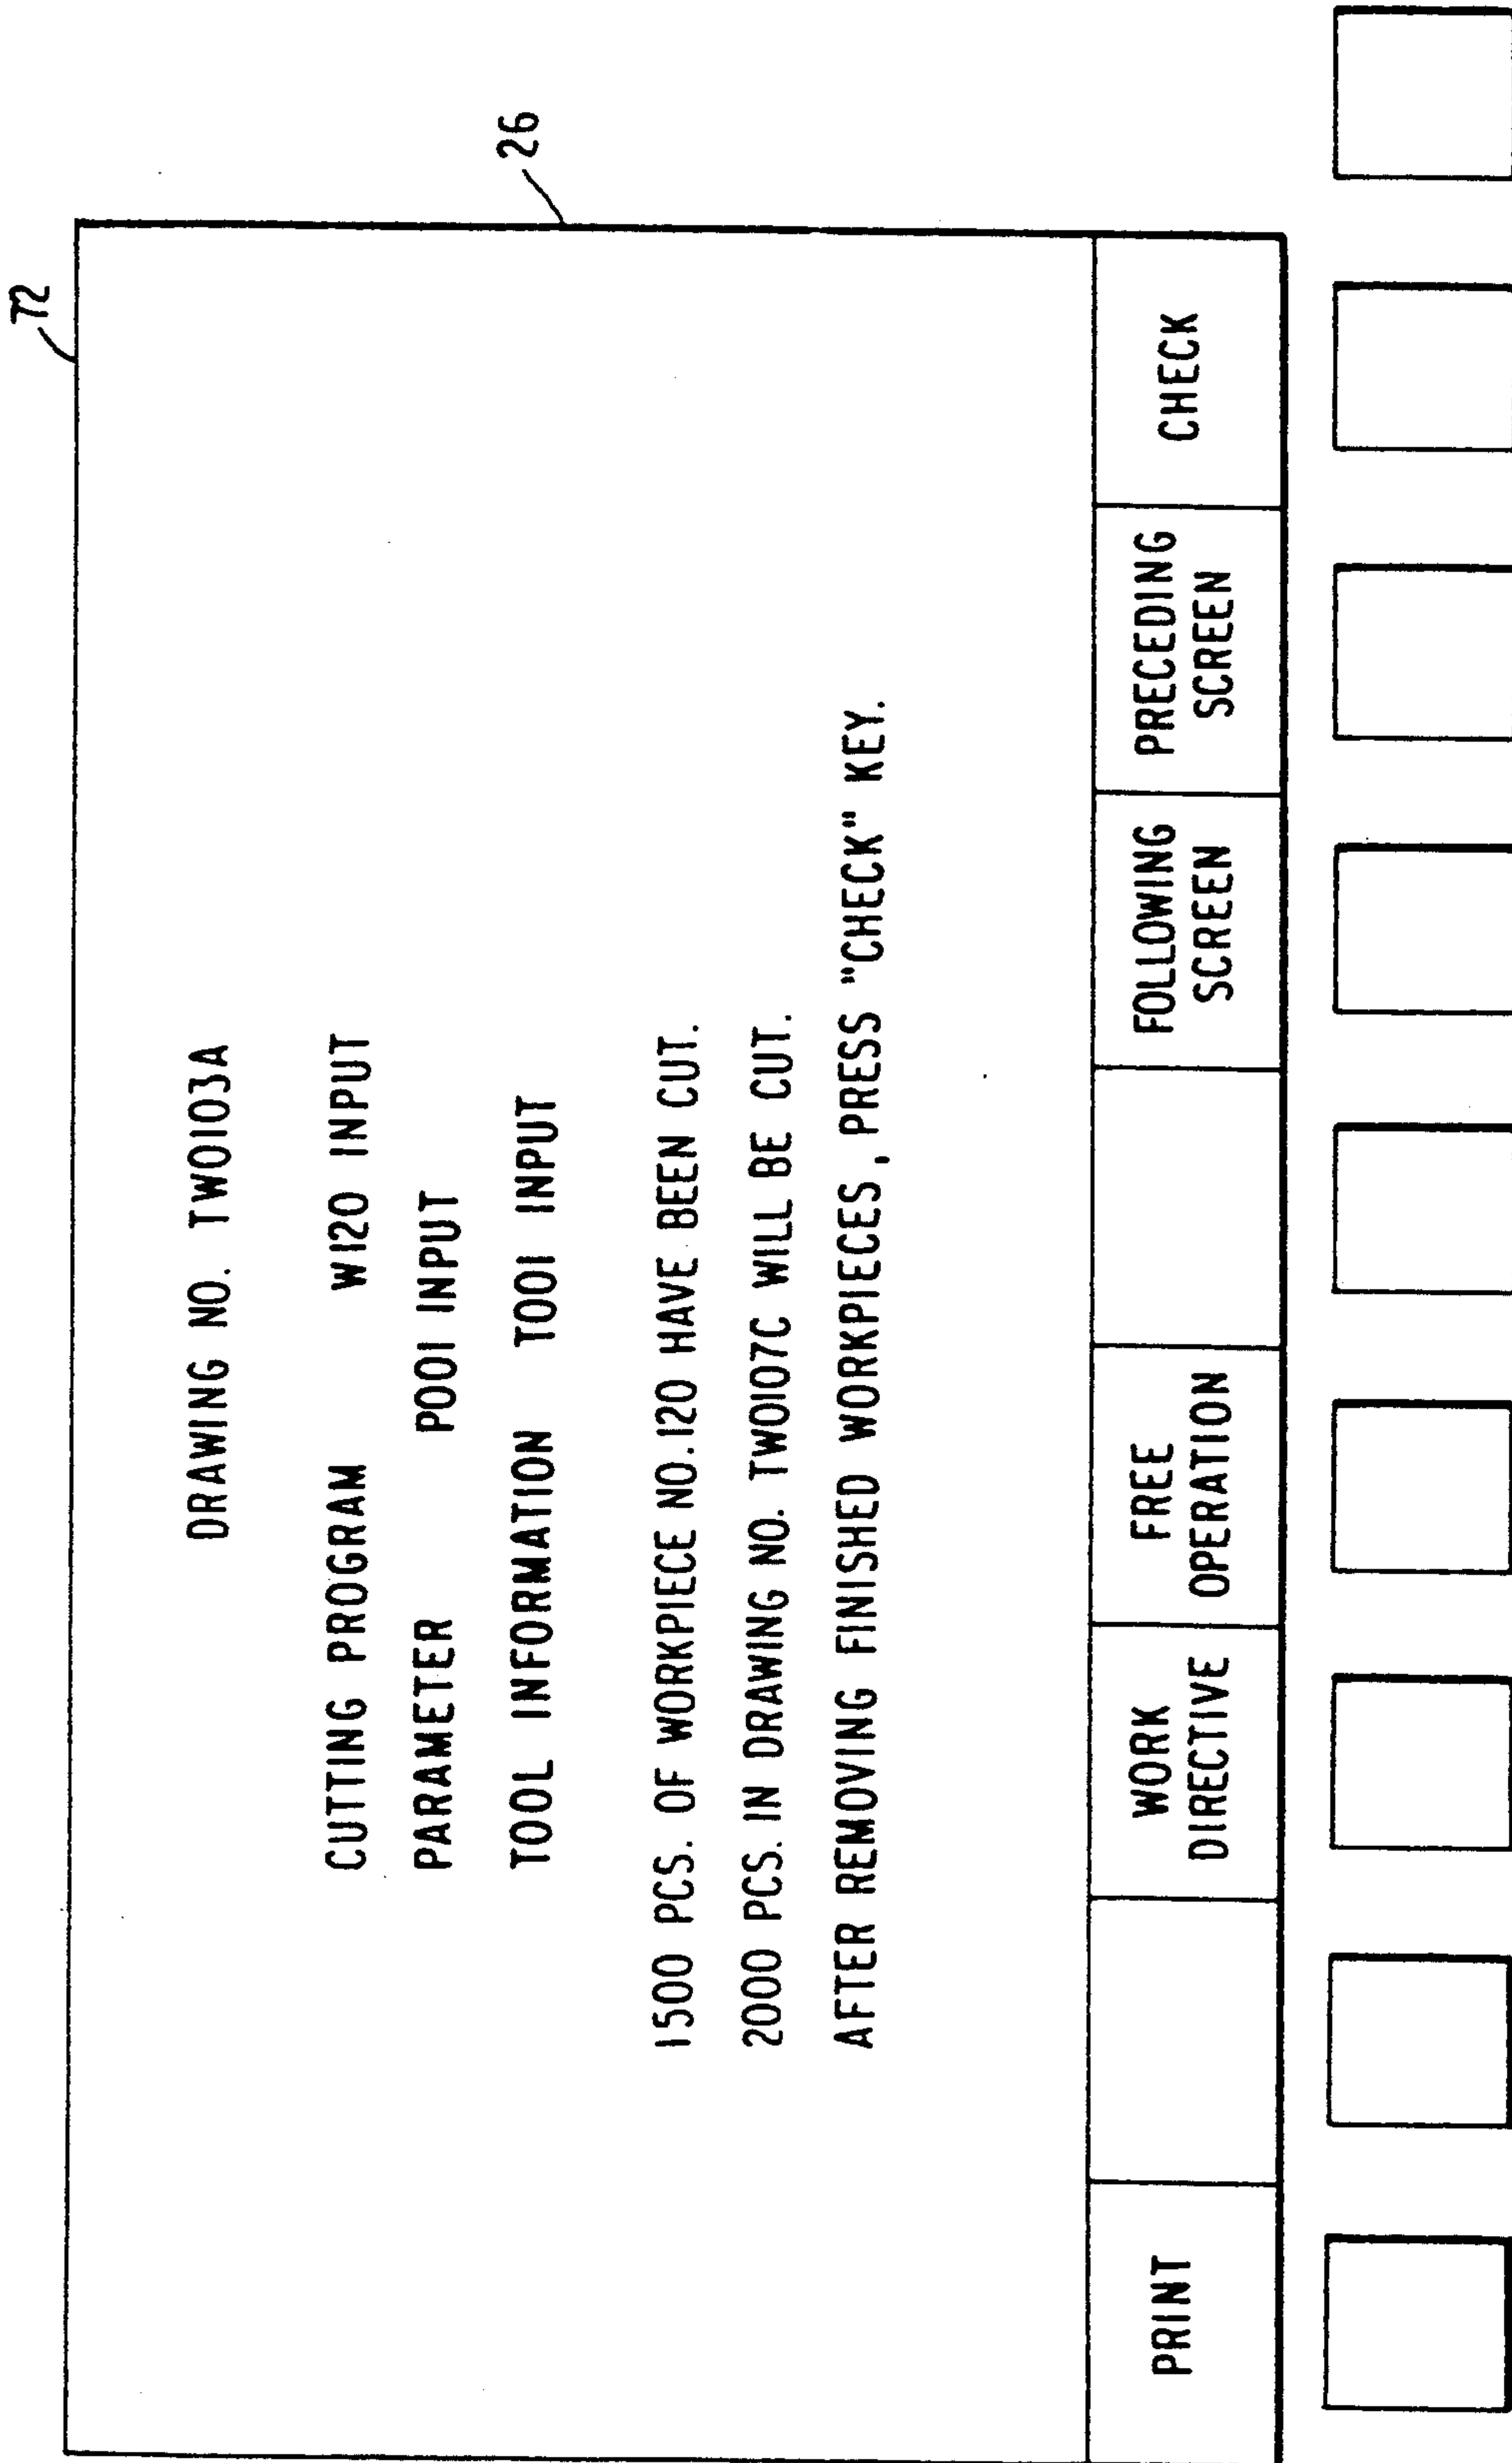 72
26
DRAWING NO. TW0103A
CUTTING PROGRAM W120 INPUT
PARAMETER P001 INPUT
TOOL INFORMATION T001 INPUT
1500 PCS. OF WORKPIECE NO.120 HAVE BEEN CUT.
2000 PCS. IN DRAWING NO. TW0107C WILL BE CUT.
AFTER REMOVING FINISHED WORKPIECES, PRESS "CHECK" KEY.
PRINT
WORK
DIRECTIVE
FREE
OPERATION
FOLLOWING
SCREEN
PRECEDING
SCREEN
CHECK